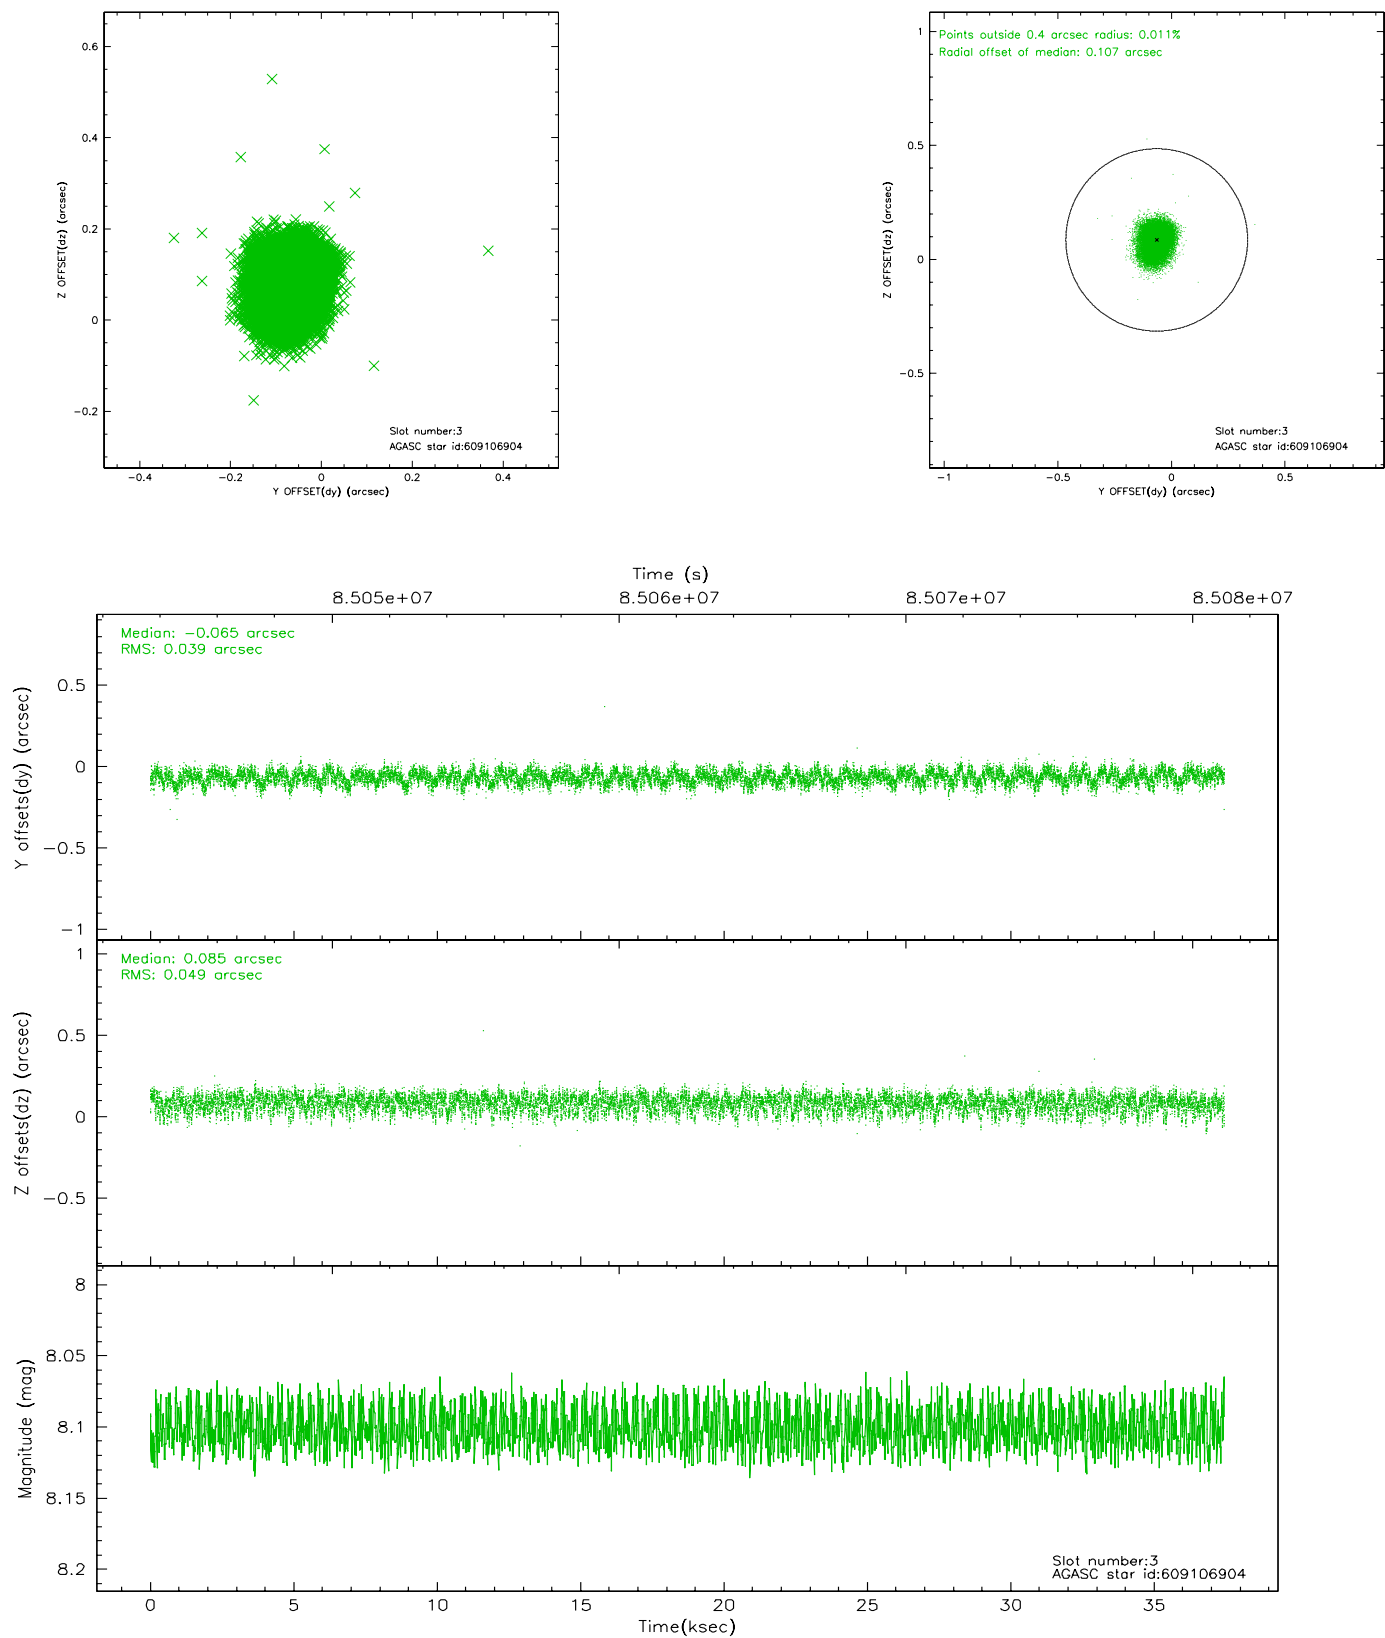 0.6
0.4
0.2
0
−0.2
Z OFFSET(dz) (arcsec)
−0.4 −0.2 0 0.2 0.4
Y OFFSET(dy) (arcsec)
Slot number:3
AGASC star id:609106904
Points outside 0.4 arcsec radius: 0.011%
Radial offset of median: 0.107 arcsec
1
0.5
0
−0.5
Z OFFSET(dz) (arcsec)
−1 −0.5 0 0.5
Y OFFSET(dy) (arcsec)
Slot number:3
AGASC star id:609106904
Time (s)
8.505e+07 8.506e+07 8.507e+07 8.508e+07
Median: −0.065 arcsec
RMS: 0.039 arcsec
0.5
0
−0.5
−1
Y offsets(dy) (arcsec)
Median: 0.085 arcsec
RMS: 0.049 arcsec
1
0.5
0
−0.5
Z offsets(dz) (arcsec)
8
8.05
8.1
8.15
8.2
Magnitude (mag)
Slot number:3
AGASC star id:609106904
0 5 10 15 20 25 30 35
Time(ksec)